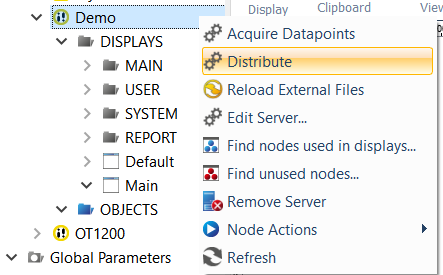 Display
Clipboard
View
Demo
DISPLAYS
MAIN
USER
SYSTEM
REPORT
Default
Main
OBJECTS
OT1200
Global Parameters
Acquire Datapoints
Distribute
Reload External Files
Edit Server...
Find nodes used in displays...
Find unused nodes...
Remove Server
Node Actions
Refresh